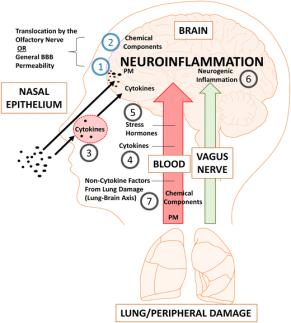 Translocation by the
Olfactory Nerve
OR
General BBB
Permeability
2
Chemical
Components
1
PM
BRAIN
NEUROINFLAMMATION
Neurogenic
Inflammation
6
NASAL
EPITHELIUM
Cytokines
Cytokines
3
5
Stress
Hormones
Cytokines
4
BLOOD
VAGUS
NERVE
Non-Cytokine Factors
From Lung Damage
(Lung-Brain Axis)
7
Chemical
Components
PM
LUNG/PERIPHERAL DAMAGE